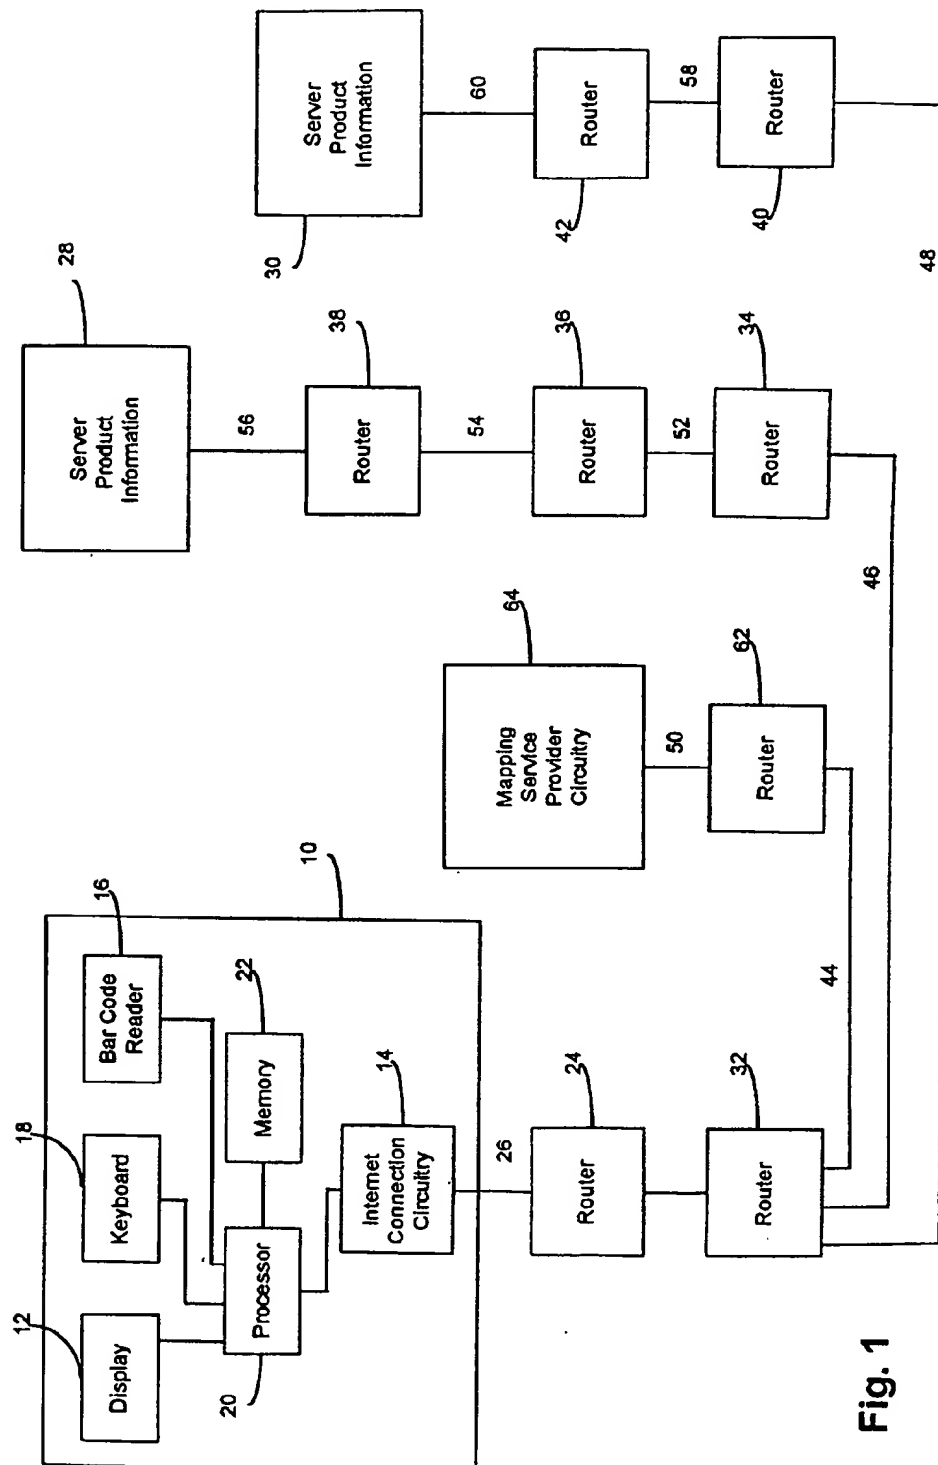 12
18
16
Display
Keyboard
Bar Code
Reader
10
20
Processor
Memory
22
Internet
Connection
Circuitry
14
26
Router
24
Router
32
44
46
48
Mapping
Service
Provider
Circuitry
64
50
Router
62
Server
Product
Information
28
56
Router
38
54
Router
36
52
Router
34
Server
Product
Information
30
60
Router
42
58
Router
40
Fig. 1